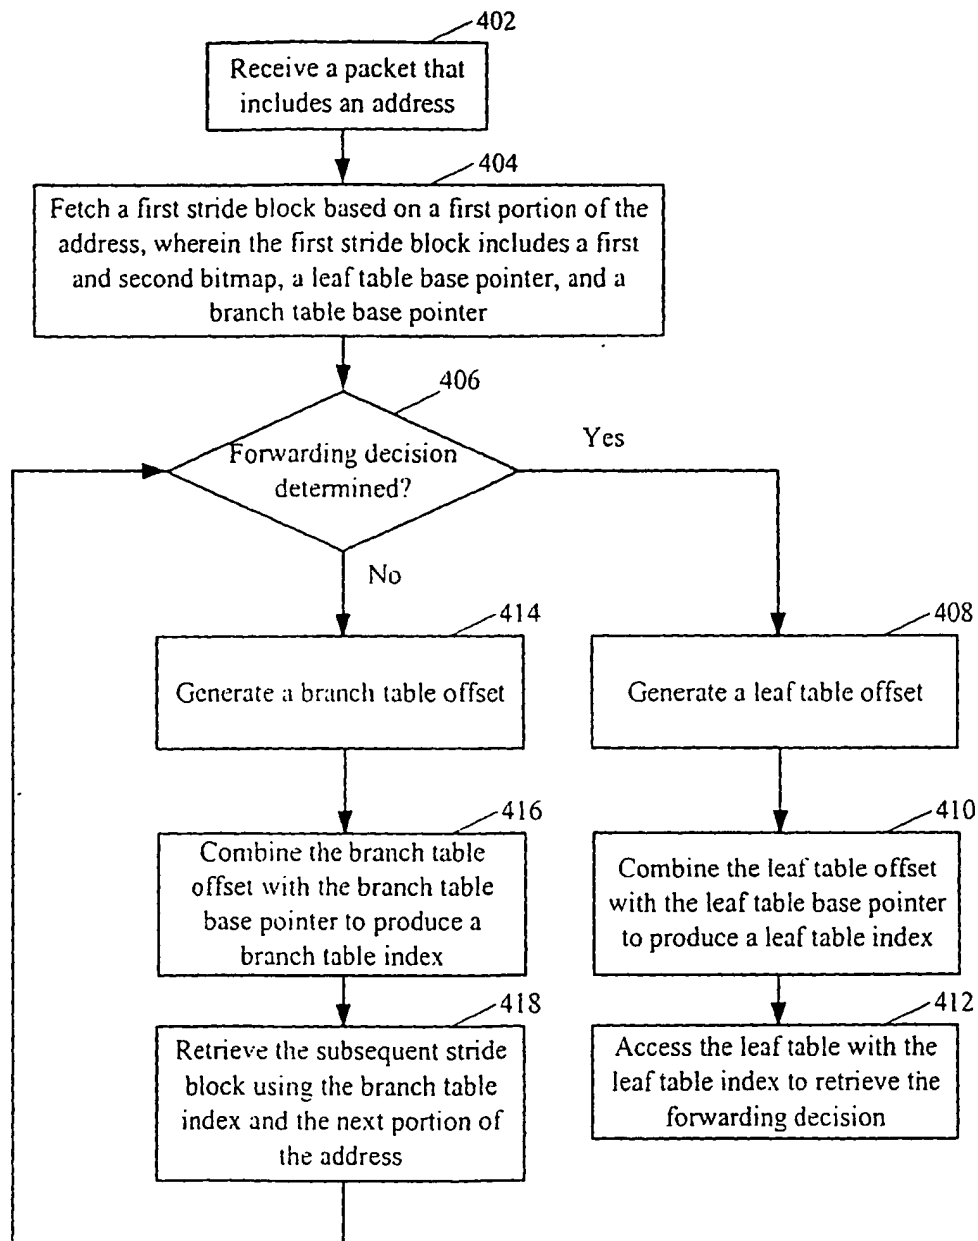 402
Receive a packet that
includes an address
404
Fetch a first stride block based on a first portion of the
address, wherein the first stride block includes a first
and second bitmap, a leaf table base pointer, and a
branch table base pointer
406
Forwarding decision
determined?
Yes
No
414
Generate a branch table offset
408
Generate a leaf table offset
416
Combine the branch table
offset with the branch table
base pointer to produce a
branch table index
410
Combine the leaf table offset
with the leaf table base pointer
to produce a leaf table index
418
Retrieve the subsequent stride
block using the branch table
index and the next portion of
the address
412
Access the leaf table with the
leaf table index to retrieve the
forwarding decision